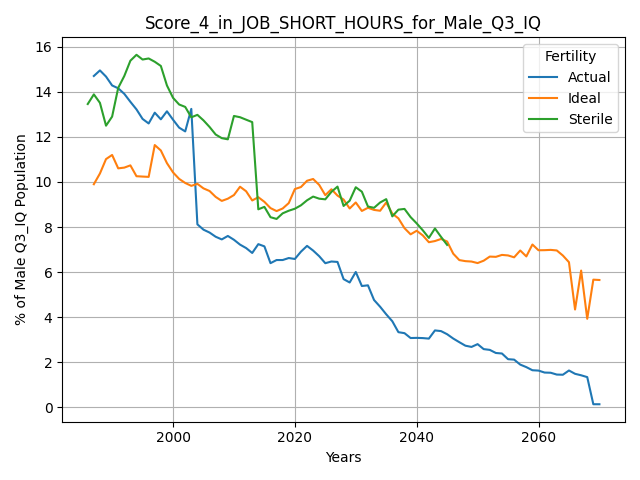 Score_4_in_JOB_SHORT_HOURS_for_Male_Q3_IQ
Fertility
Actual
Ideal
Sterile
% of Male Q3_IQ Population
16
14
12
10
8
6
4
2
0
2000
2020
2040
2060
Years